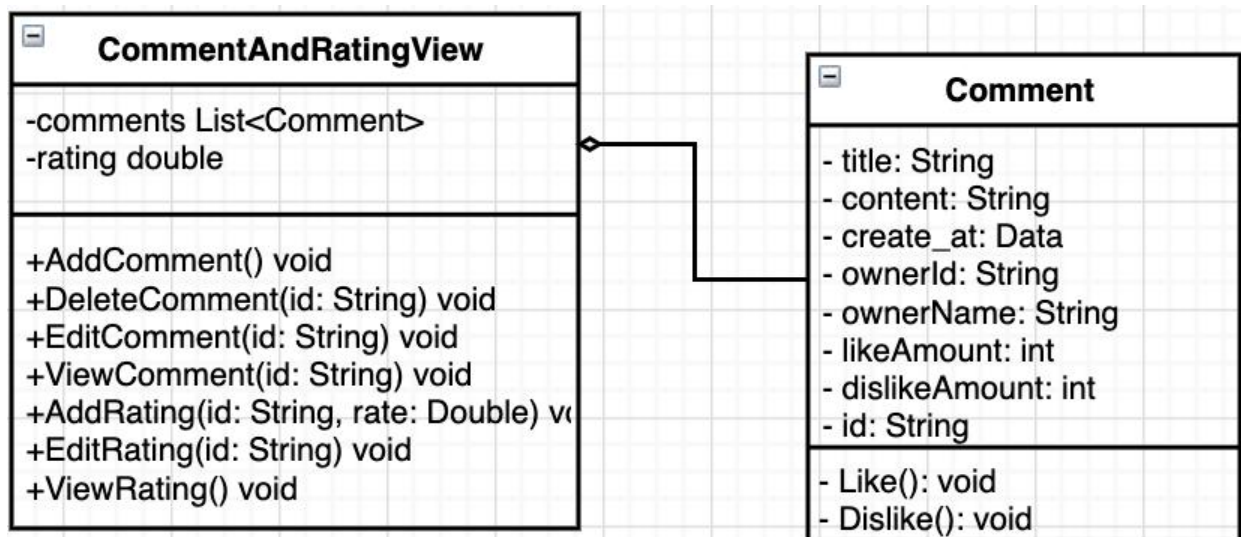 CommentAndRatingView
-comments List<Comment>
-rating double
+AddComment() void
+DeleteComment(id: String) void
+EditComment(id: String) void
+ViewComment(id: String) void
+AddRating(id: String, rate: Double)
+EditRating(id: String) void
+ViewRating() void
Comment
- title: String
- content: String
- create_at: Data
- ownerId: String
- ownerName: String
- likeAmount: int
- dislikeAmount: int
- id: String
- Like(): void
- Dislike(): void